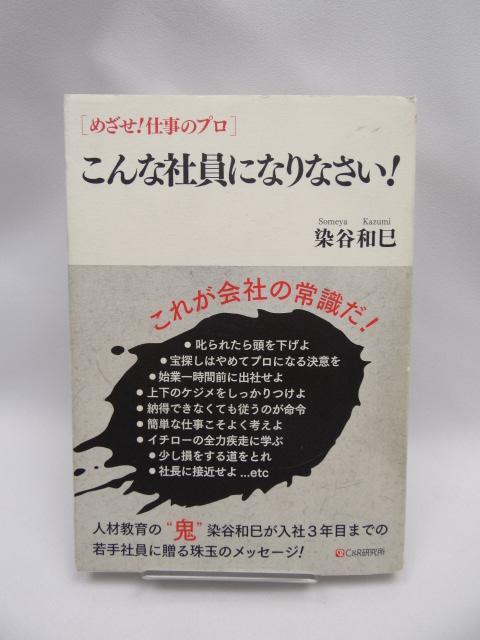 ［めざせ！仕事のプロ］
こんな社員になりなさい！
Someya Kazumi
染谷和巳
これが会社の常識だ！
●叱られたら頭を下げよ
●宝探しはやめてプロになる決意を
●始業一時間前に出社せよ
●上下のケジメをしっかりつけよ
●納得できなくても従うのが命令
●簡単な仕事こそよく考えよ
●イチローの全力疾走に学ぶ
●少し損をする道をとれ
●社長に接近せよ...etc
人材教育の“鬼”染谷和巳が入社３年目までの
若手社員に贈る珠玉のメッセージ！
C&R研究所